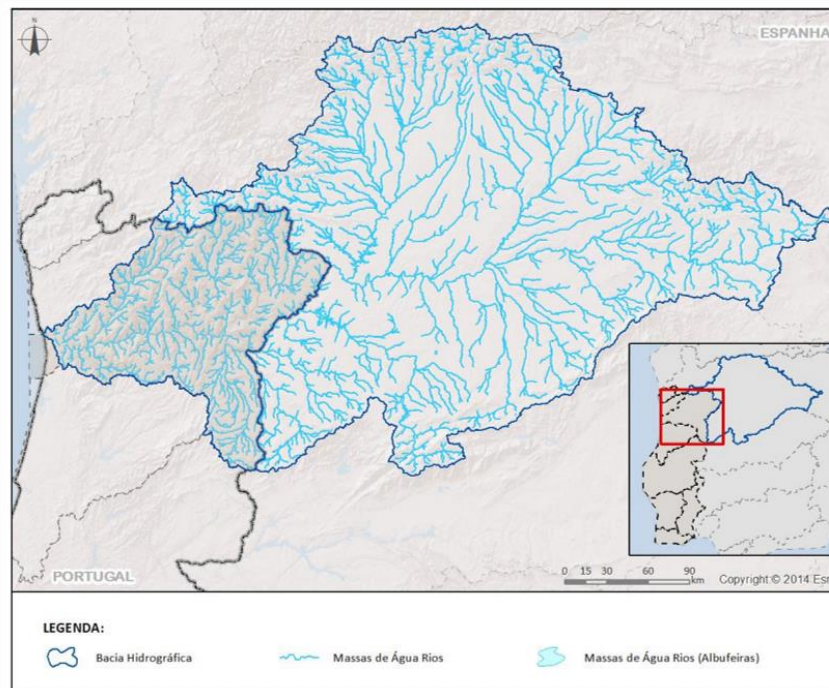 N
ESPANHA
PORTUGAL
0 15 30 60 90
km
Copyright © 2014 Esr
LEGENDA:
Bacia Hidrográfica
Massas de Água Rios
Massas de Água Rios (Albufeiras)